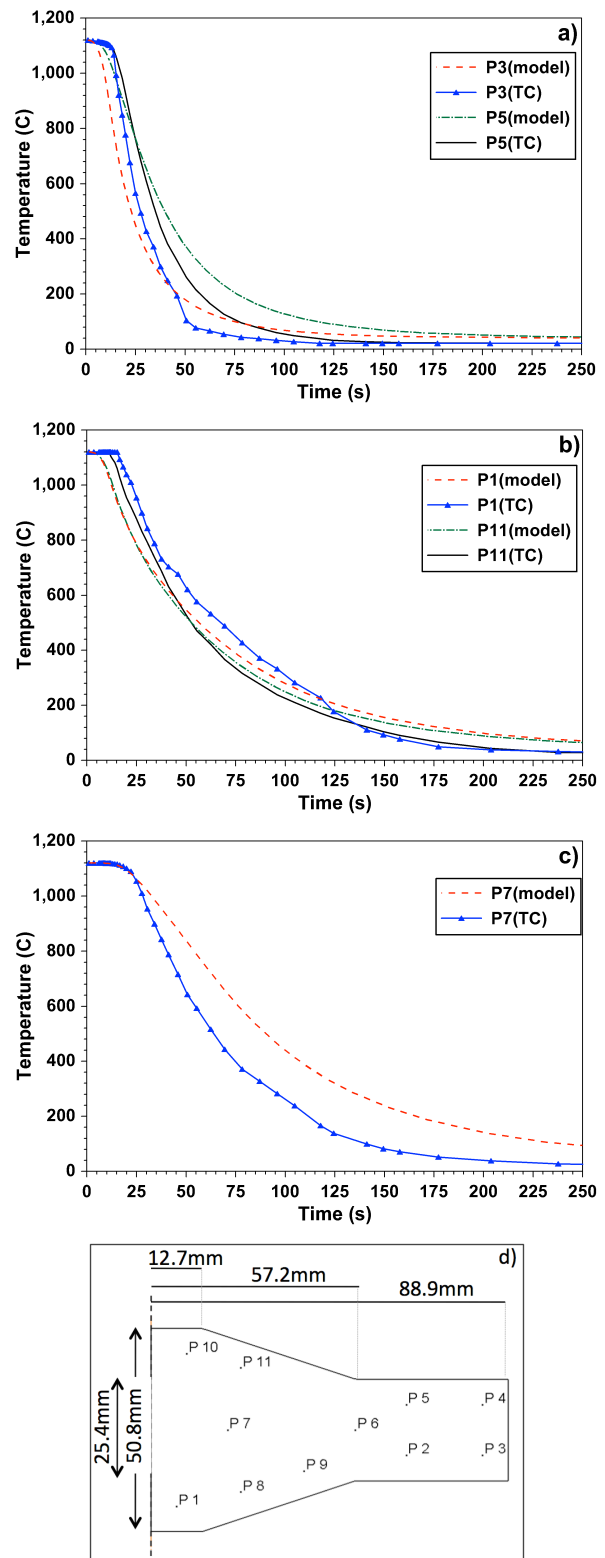 1,200
a)
P3(model)
1,000
P3(TC)
P5(model)
800
P5(TC)
600
400
200
0
Temperature (C)
0 25 50 75 100 125 150 175 200 225 250
Time (s)
1,200
b)
P1(model)
1,000
P1(TC)
P11(model)
800
P11(TC)
600
400
200
0
Temperature (C)
0 25 50 75 100 125 150 175 200 225 250
Time (s)
1,200
c)
P7(model)
1,000
P7(TC)
800
600
400
200
0
Temperature (C)
0 25 50 75 100 125 150 175 200 225 250
Time (s)
12.7mm d)
57.2mm
88.9mm
P 10
P 11
P 5 P 4
P 7 P 6
25.4mm
50.8mm
P 2 P 3
P 9
P 8
P 1